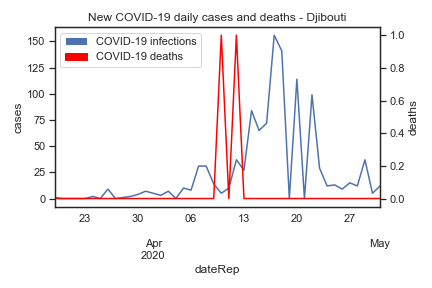 New COVID-19 daily cases and deaths - Djibouti
COVID-19 infections
COVID-19 deaths
cases
150
125
100
75
50
25
0
deaths
1.0
0.8
0.6
0.4
0.2
0.0
23 30 06 13 20 27
Apr May
2020
dateRep